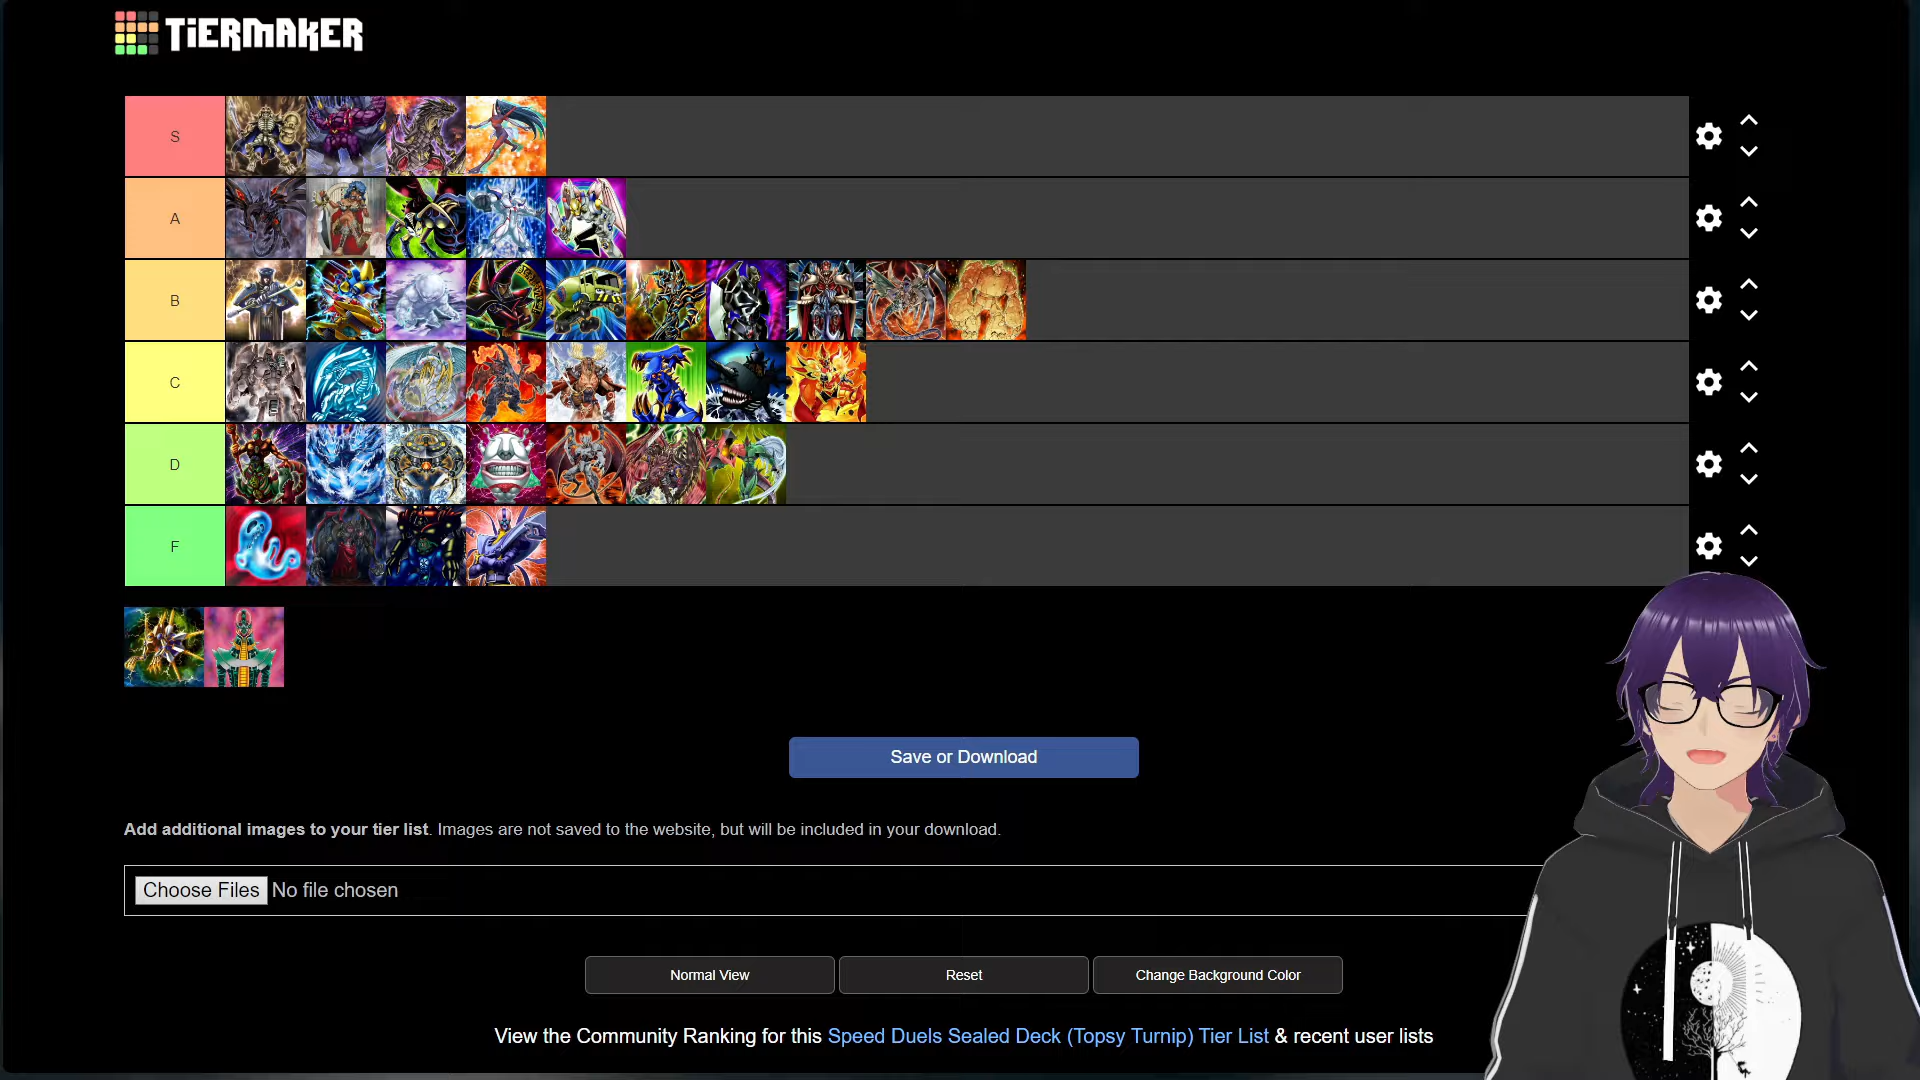 TiERMAKER
S
A
B
C
D
F
Save or Download
Add additional images to your tier list. Images are not saved to the website, but will be included in your download.
Choose Files No file chosen
Normal View
Reset
Change Background Color
View the Community Ranking for this Speed Duels Sealed Deck (Topsy Turnip) Tier List & recent user lists